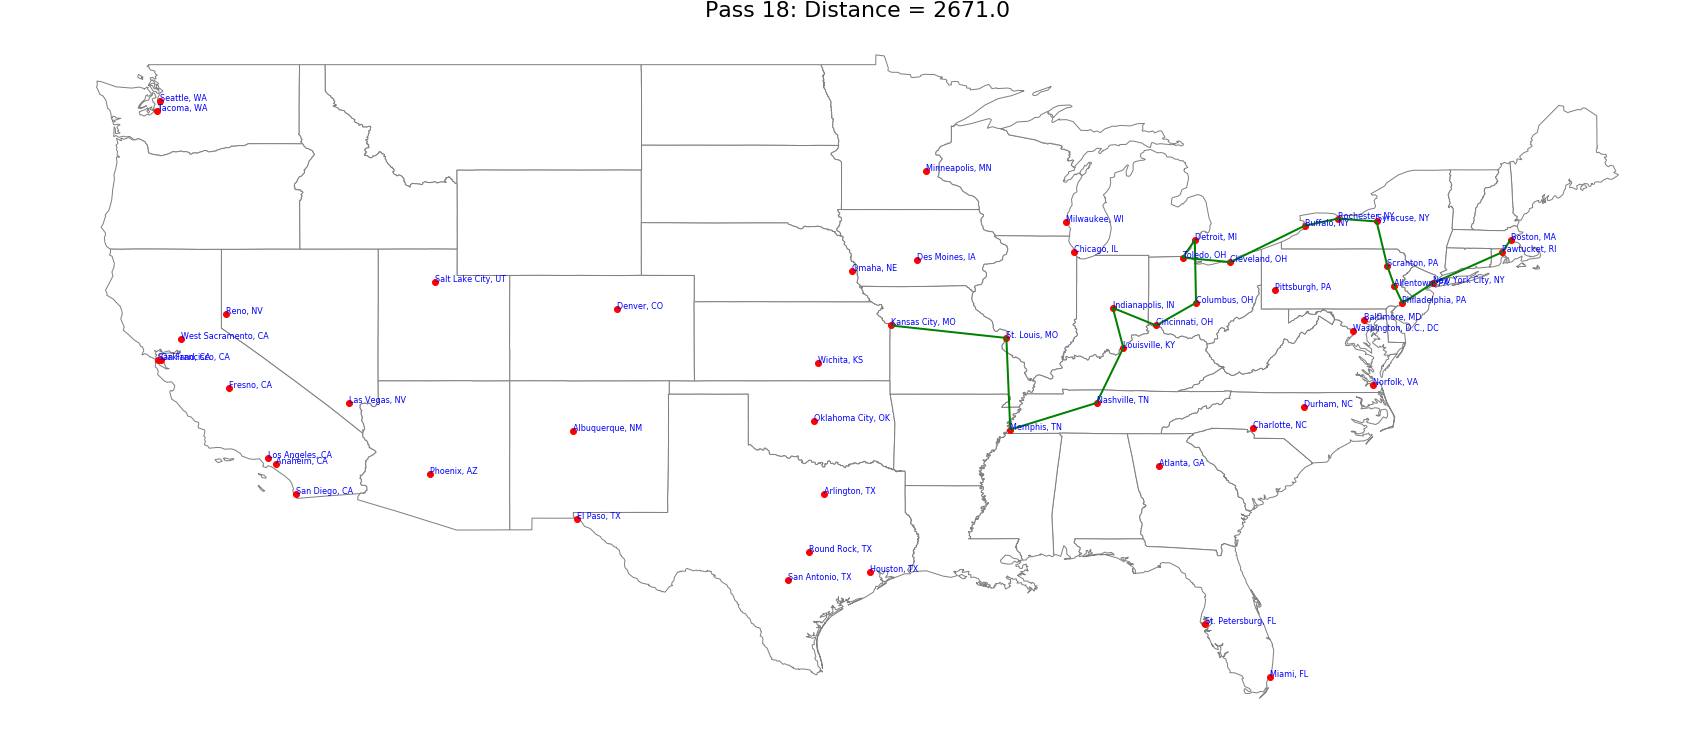 Pass 18: Distance = 2671.0
Seattle, WA
Tacoma, WA
Minneapolis, MN
Milwaukee, WI
Rochester, NY
Syracuse, NY
Buffalo, NY
Detroit, MI
Boston, MA
Chicago, IL
Pawtucket, RI
Toledo, OH
Des Moines, IA
Cleveland, OH
Scranton, PA
Omaha, NE
Salt Lake City, UT
New York City, NY
Allentown, PA
Pittsburgh, PA
Columbus, OH
Philadelphia, PA
Denver, CO
Indianapolis, IN
Reno, NV
Baltimore, MD
Kansas City, MO
Cincinnati, OH
Washington, D.C., DC
West Sacramento, CA
St. Louis, MO
Louisville, KY
San Francisco, CA
Wichita, KS
Fresno, CA
Norfolk, VA
Las Vegas, NV
Nashville, TN
Durham, NC
Oklahoma City, OK
Albuquerque, NM
Memphis, TN
Charlotte, NC
Los Angeles, CA
Anaheim, CA
Atlanta, GA
Phoenix, AZ
San Diego, CA
Arlington, TX
El Paso, TX
Round Rock, TX
Houston, TX
San Antonio, TX
St. Petersburg, FL
Miami, FL